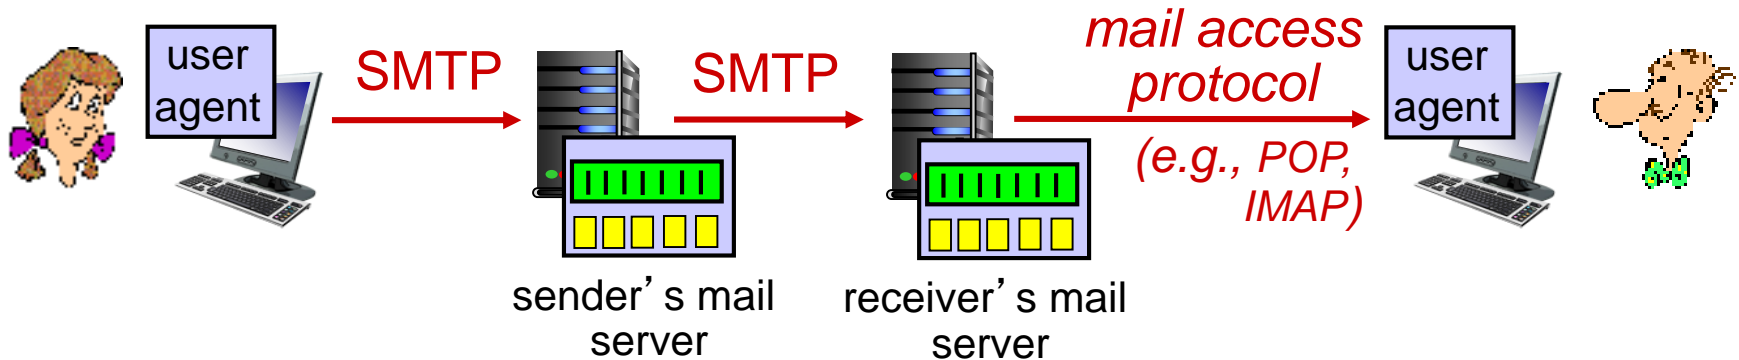 user
agent
SMTP
SMTP
mail access
protocol
(e.g., POP,
IMAP)
user
agent
sender’s mail
server
receiver’s mail
server